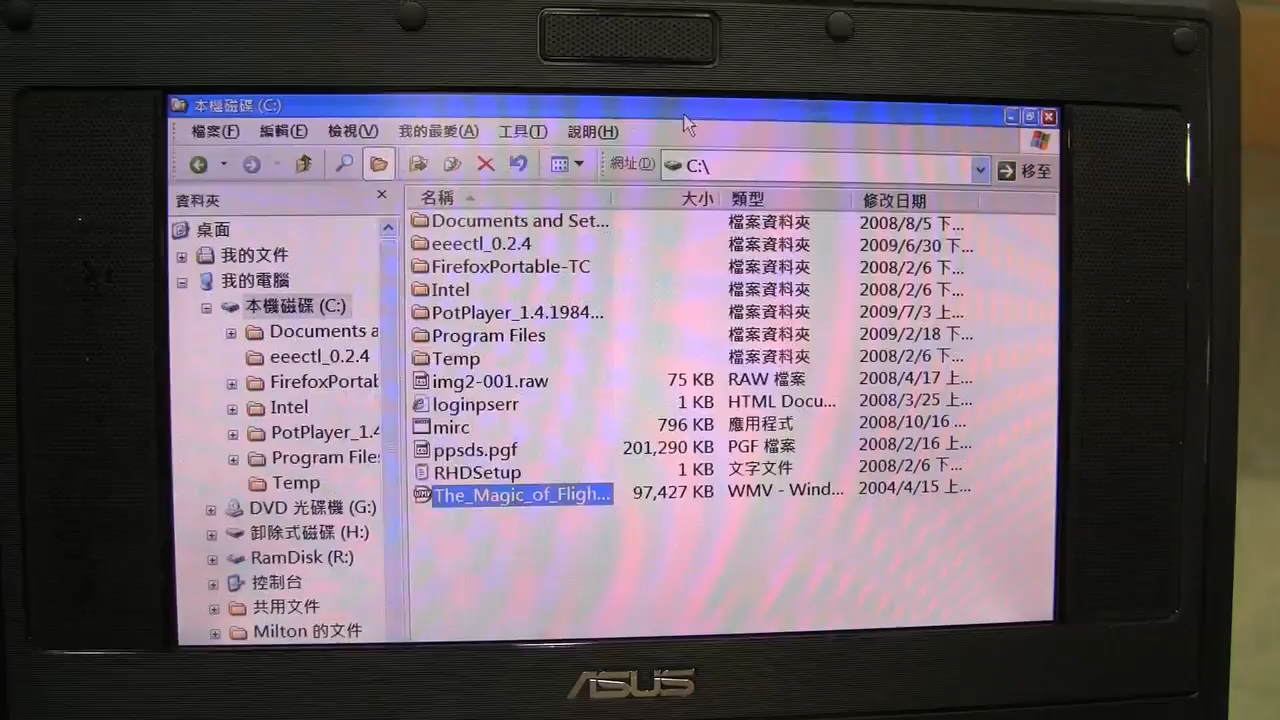 本機磁碟 (C:)
檔案(F) 編輯(E) 檢視(V) 我的最愛(A) 工具(T) 說明(H)
網址(D) C:\ 移至
資料夾
名稱 大小 類型 修改日期
桌面
我的文件
我的電腦
本機磁碟 (C:)
Documents a
eeectl_0.2.4
FirefoxPortab
Intel
PotPlayer_1.4
Program File
Temp
DVD 光碟機 (G:)
卸除式磁碟 (H:)
RamDisk (R:)
控制台
共用文件
Milton 的文件
Documents and Set... 檔案資料夾 2008/8/5 下...
eeectl_0.2.4 檔案資料夾 2009/6/30 下...
FirefoxPortable-TC 檔案資料夾 2008/2/6 下...
Intel 檔案資料夾 2008/2/6 下...
PotPlayer_1.4.1984... 檔案資料夾 2009/7/3 上...
Program Files 檔案資料夾 2009/2/18 下...
Temp 檔案資料夾 2008/2/6 下...
img2-001.raw 75 KB RAW 檔案 2008/4/17 上...
loginpserr 1 KB HTML Docu... 2008/3/25 上...
mirc 796 KB 應用程式 2008/10/16 ...
ppsds.pgf 201,290 KB PGF 檔案 2008/2/16 上...
RHDSetup 1 KB 文字文件 2008/2/6 下...
The_Magic_of_Fligh... 97,427 KB WMV - Wind... 2004/4/15 上...
ASUS